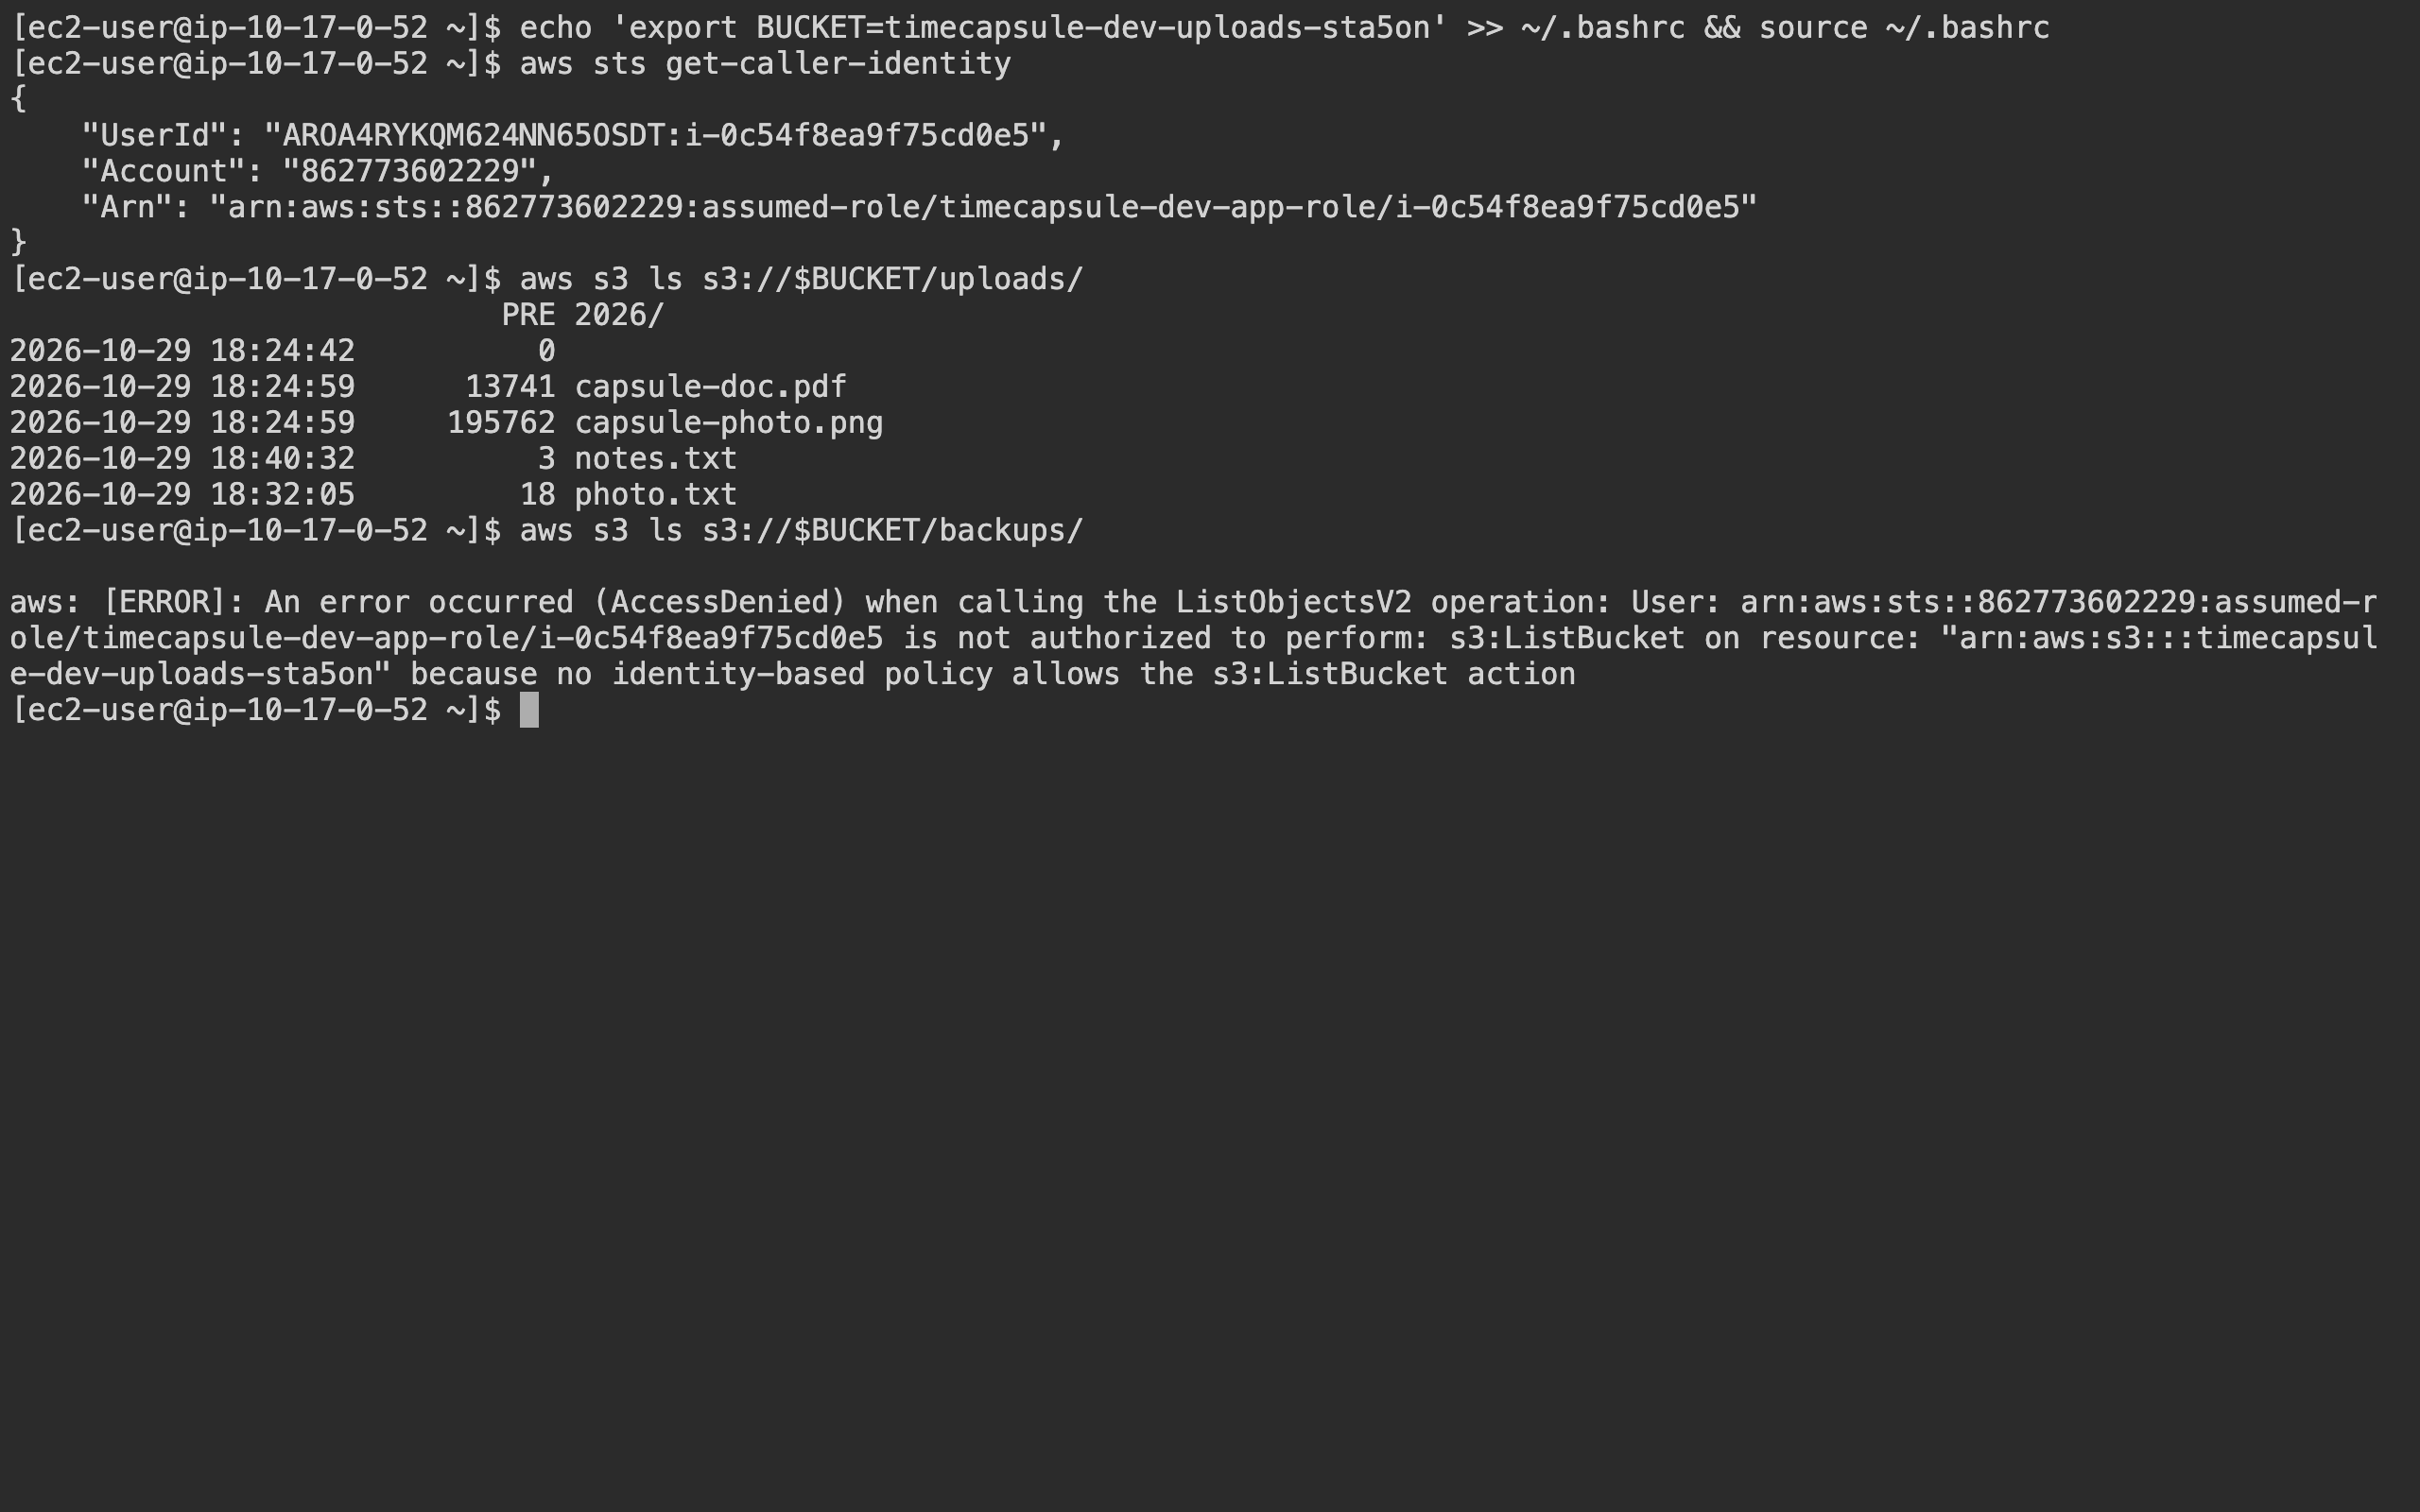 [ec2-user@ip-10-17-0-52 ~]$ echo 'export BUCKET=timecapsule-dev-uploads-sta5on' >> ~/.bashrc && source ~/.bashrc
[ec2-user@ip-10-17-0-52 ~]$ aws sts get-caller-identity
{
    "UserId": "AROA4RYKQM624NN65OSDT:i-0c54f8ea9f75cd0e5",
    "Account": "862773602229",
    "Arn": "arn:aws:sts::862773602229:assumed-role/timecapsule-dev-app-role/i-0c54f8ea9f75cd0e5"
}
[ec2-user@ip-10-17-0-52 ~]$ aws s3 ls s3://$BUCKET/uploads/
                           PRE 2026/
2026-10-29 18:24:42          0
2026-10-29 18:24:59      13741 capsule-doc.pdf
2026-10-29 18:24:59     195762 capsule-photo.png
2026-10-29 18:40:32          3 notes.txt
2026-10-29 18:32:05         18 photo.txt
[ec2-user@ip-10-17-0-52 ~]$ aws s3 ls s3://$BUCKET/backups/

aws: [ERROR]: An error occurred (AccessDenied) when calling the ListObjectsV2 operation: User: arn:aws:sts::862773602229:assumed-r
ole/timecapsule-dev-app-role/i-0c54f8ea9f75cd0e5 is not authorized to perform: s3:ListBucket on resource: "arn:aws:s3:::timecapsul
e-dev-uploads-sta5on" because no identity-based policy allows the s3:ListBucket action
[ec2-user@ip-10-17-0-52 ~]$